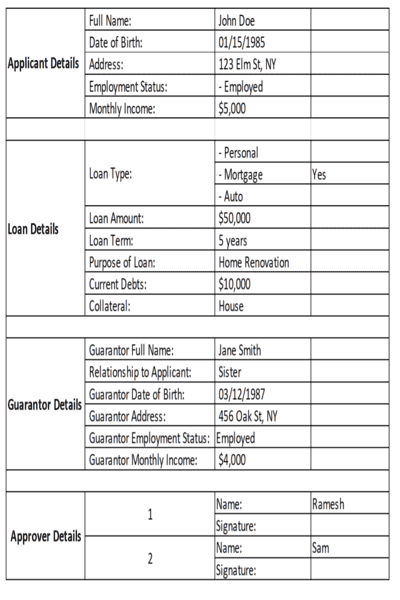 Applicant Details
Full Name: John Doe
Date of Birth: 01/15/1985
Address: 123 Elm St, NY
Employment Status: - Employed
Monthly Income: $5,000
Loan Details
Loan Type:
- Personal
- Mortgage Yes
- Auto
Loan Amount: $50,000
Loan Term: 5 years
Purpose of Loan: Home Renovation
Current Debts: $10,000
Collateral: House
Guarantor Details
Guarantor Full Name: Jane Smith
Relationship to Applicant: Sister
Guarantor Date of Birth: 03/12/1987
Guarantor Address: 456 Oak St, NY
Guarantor Employment Status: Employed
Guarantor Monthly Income: $4,000
Approver Details
1
Name: Ramesh
Signature:
2
Name: Sam
Signature: